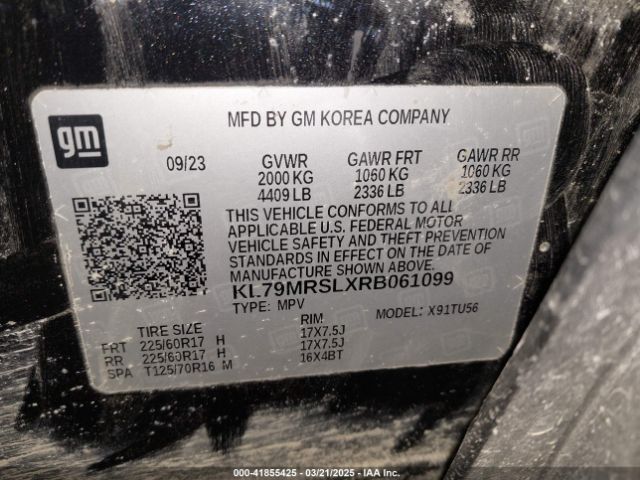 gm
MFD BY GM KOREA COMPANY
09/23 GVWR GAWR FRT GAWR RR
2000 KG 1060 KG 1060 KG
4409 LB 2336 LB 2336 LB
THIS VEHICLE CONFORMS TO ALL
APPLICABLE U.S. FEDERAL MOTOR
VEHICLE SAFETY AND THEFT PREVENTION
STANDARDS IN EFFECT ON THE DATE OF
MANUFACTURE SHOWN ABOVE.
KL79MRSLXRB061099
TYPE: MPV MODEL: X91TU56
TIRE SIZE RIM
FRT 225/60R17 H 17X7.5J
RR 225/60R17 H 17X7.5J
SPA T125/70R16 M 16X4BT
000-41855425 - 03/21/2025 - IAA Inc.